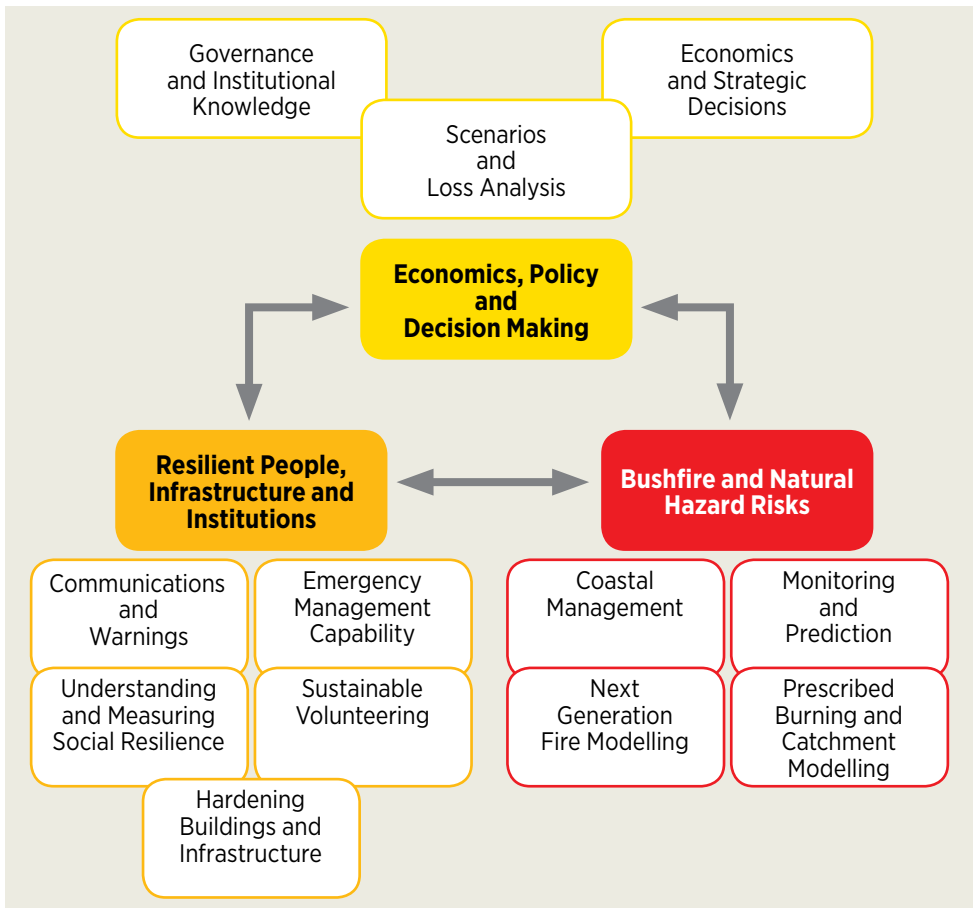 Governance
and Institutional
Knowledge
Economics
and Strategic
Decisions
Scenarios
and
Loss Analysis
Economics, Policy
and
Decision Making
Resilient People,
Infrastructure and
Institutions
Bushfire and Natural
Hazard Risks
Communications
and
Warnings
Emergency
Management
Capability
Understanding
and Measuring
Social Resilience
Sustainable
Volunteering
Hardening
Buildings and
Infrastructure
Coastal
Management
Monitoring
and
Prediction
Next
Generation
Fire Modelling
Prescribed
Burning and
Catchment
Modelling